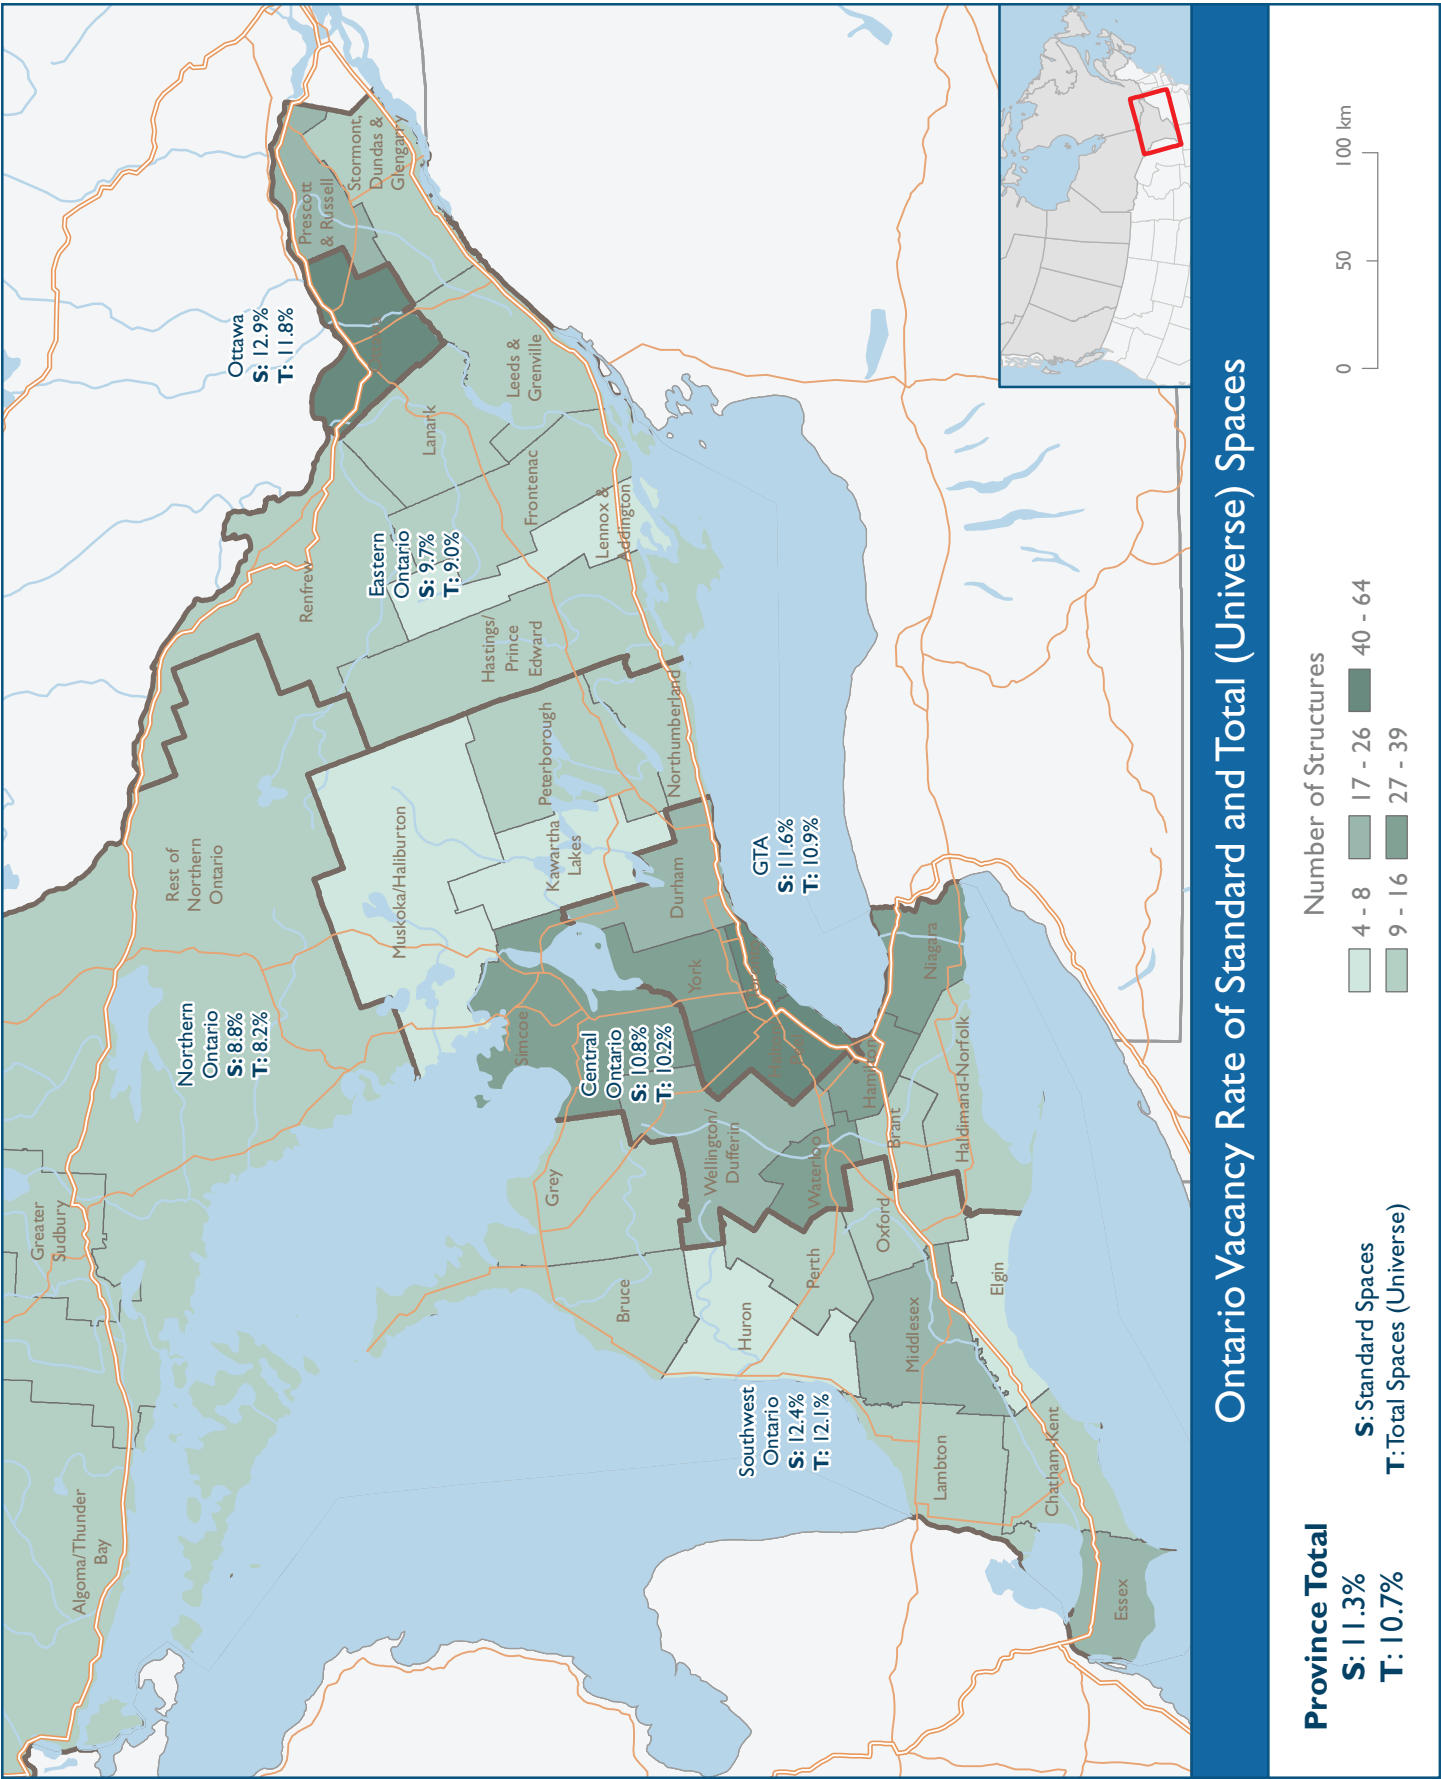 Algoma/Thunder
Bay
Greater
Sudbury
Northern
Ontario
S: 8.8%
T: 8.2%
Rest of
Northern
Ontario
Muskoka/Haliburton
Renfrew
Ottawa
S: 12.9%
T: 11.8%
Prescott
& Russell
Stormont,
Dundas &
Glengarry
Eastern
Ontario
S: 9.7%
T: 9.0%
Lanark
Leeds &
Grenville
Frontenac
Lennox &
Addington
Hastings/
Prince
Edward
Peterborough
Northumberland
Kawartha
Lakes
Durham
GTA
S: 11.6%
T: 10.9%
York
Simcoe
Central
Ontario
S: 10.8%
T: 10.2%
Grey
Bruce
Wellington/
Dufferin
Waterloo
Hamilton
Niagara
Brant
Haldimand-Norfolk
Huron
Perth
Oxford
Southwest
Ontario
S: 12.4%
T: 12.1%
Middlesex
Elgin
Lambton
Chatham-Kent
Essex
Ontario Vacancy Rate of Standard and Total (Universe) Spaces
Province Total
S: 11.3%
T: 10.7%
S: Standard Spaces
T: Total Spaces (Universe)
Number of Structures
4 - 8
17 - 26
40 - 64
9 - 16
27 - 39
0
50
100 km